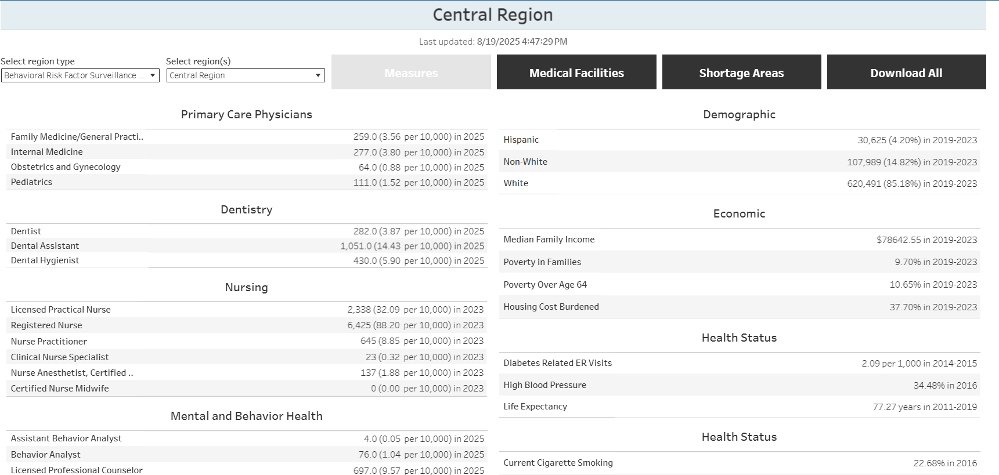 Central Region
Last updated: 8/19/2025 4:47:29 PM
Select region type
Select region(s)
Behavioral Risk Factor Surveillance ...
Central Region
Measures
Medical Facilities
Shortage Areas
Download All
Primary Care Physicians
Family Medicine/General Practi.. 259.0 (3.56 per 10,000) in 2025
Internal Medicine 277.0 (3.80 per 10,000) in 2025
Obstetrics and Gynecology 64.0 (0.88 per 10,000) in 2025
Pediatrics 111.0 (1.52 per 10,000) in 2025
Dentistry
Dentist 282.0 (3.87 per 10,000) in 2025
Dental Assistant 1,051.0 (14.43 per 10,000) in 2025
Dental Hygienist 430.0 (5.90 per 10,000) in 2025
Nursing
Licensed Practical Nurse 2,338 (32.09 per 10,000) in 2023
Registered Nurse 6,425 (88.20 per 10,000) in 2023
Nurse Practitioner 645 (8.85 per 10,000) in 2023
Clinical Nurse Specialist 23 (0.32 per 10,000) in 2023
Nurse Anesthetist, Certified .. 137 (1.88 per 10,000) in 2023
Certified Nurse Midwife 0 (0.00 per 10,000) in 2023
Mental and Behavior Health
Assistant Behavior Analyst 4.0 (0.05 per 10,000) in 2025
Behavior Analyst 76.0 (1.04 per 10,000) in 2025
Licensed Professional Counselor 697.0 (9.57 per 10,000) in 2025
Demographic
Hispanic 30,625 (4.20%) in 2019-2023
Non-White 107,989 (14.82%) in 2019-2023
White 620,491 (85.18%) in 2019-2023
Economic
Median Family Income $78642.55 in 2019-2023
Poverty in Families 9.70% in 2019-2023
Poverty Over Age 64 10.65% in 2019-2023
Housing Cost Burdened 37.70% in 2019-2023
Health Status
Diabetes Related ER Visits 2.09 per 1,000 in 2014-2015
High Blood Pressure 34.48% in 2016
Life Expectancy 77.27 years in 2011-2019
Health Status
Current Cigarette Smoking 22.68% in 2016